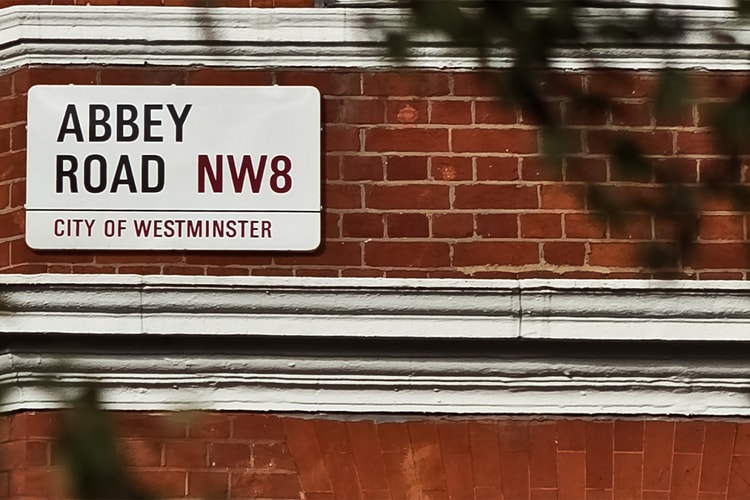 ABBEY
ROAD NW8
CITY OF WESTMINSTER